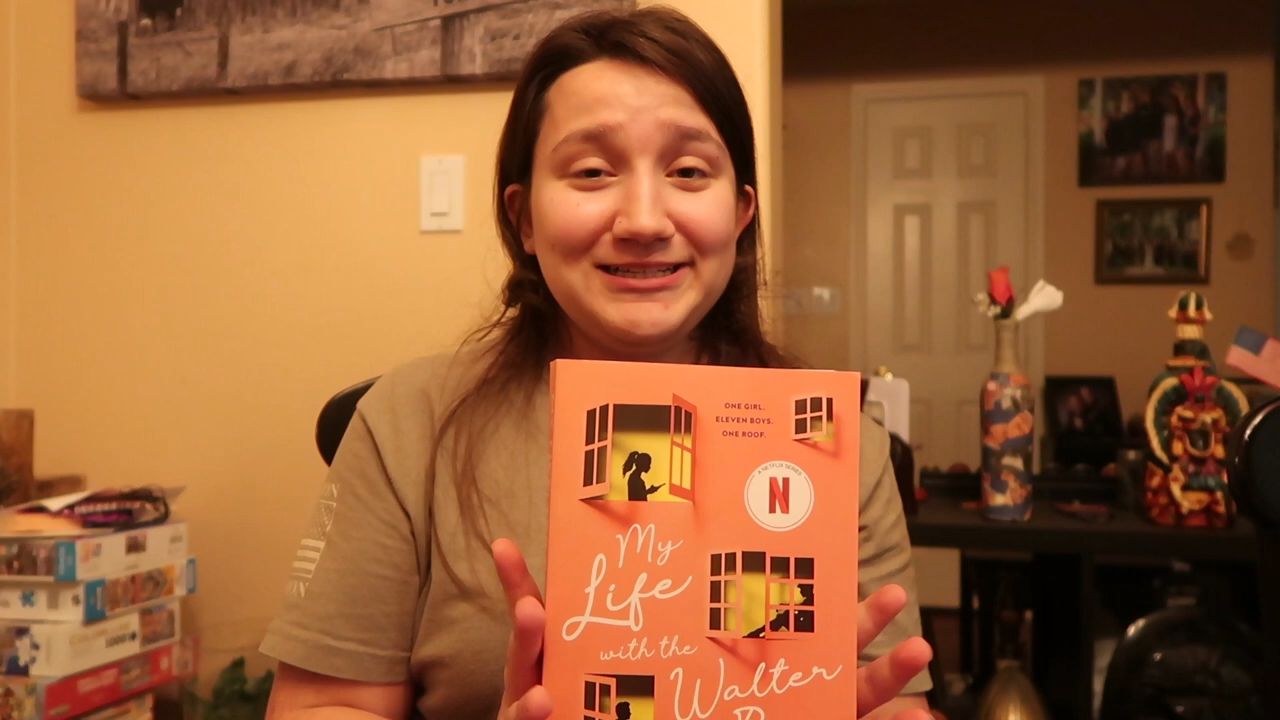 ONE GIRL.
ELEVEN BOYS.
ONE ROOF.
A NETFLIX SERIES
N
My
Life
with the
Walter